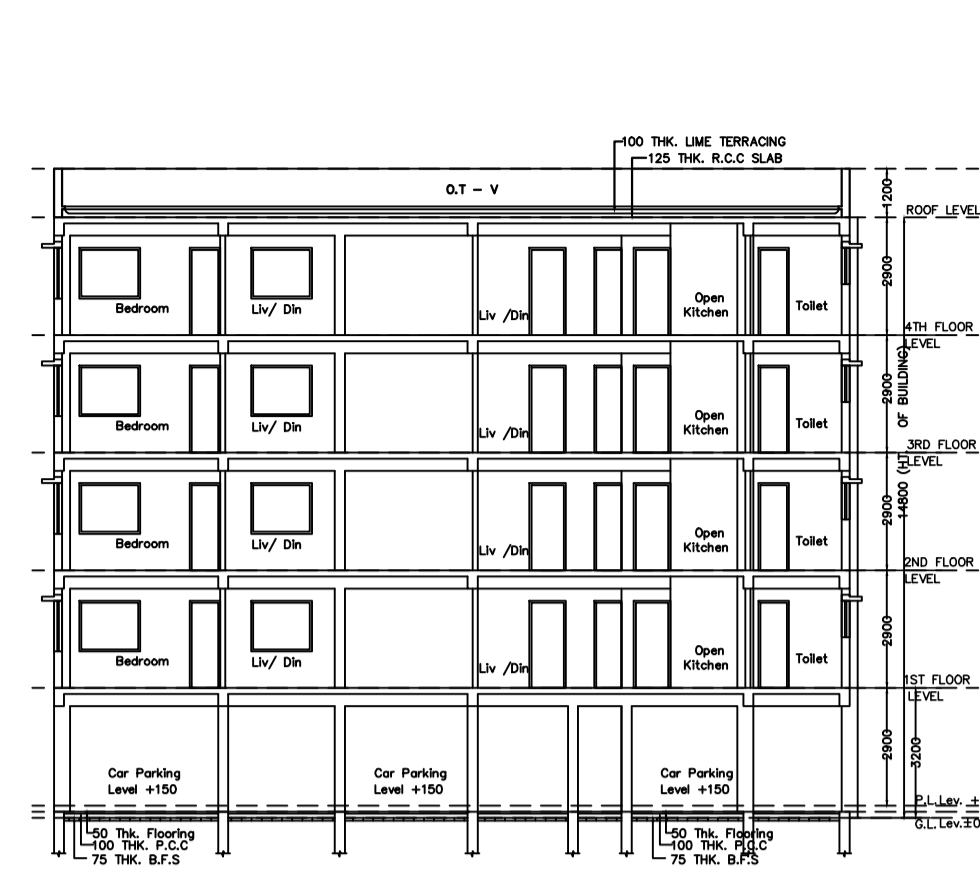 100 THK. LIME TERRACING
125 THK. R.C.C SLAB
O.T - V
1200
ROOF LEVEL
2900
Bedroom
Liv/ Din
Liv /Din
Open
Kitchen
Toilet
4TH FLOOR
LEVEL
2900
Bedroom
Liv/ Din
Liv /Din
Open
Kitchen
Toilet
14800 (HT. OF BUILDING)
3RD FLOOR
LEVEL
2900
Bedroom
Liv/ Din
Liv /Din
Open
Kitchen
Toilet
2ND FLOOR
LEVEL
2900
Bedroom
Liv/ Din
Liv /Din
Open
Kitchen
Toilet
1ST FLOOR
LEVEL
2900
3200
Car Parking
Level +150
Car Parking
Level +150
Car Parking
Level +150
P.L.Lev. +
G.L.Lev.±0
50 Thk. Flooring
100 THK. P.C.C
75 THK. B.F.S
50 Thk. Flooring
100 THK. P.C.C
75 THK. B.F.S